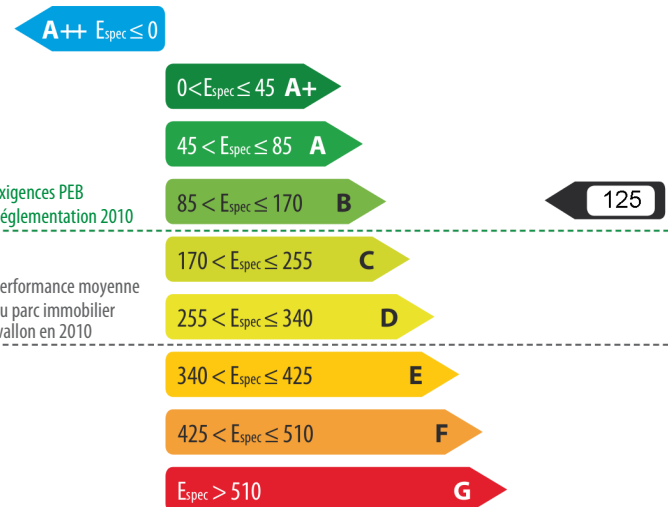 A++ Espec ≤ 0
0<Espec ≤ 45 A+
45 < Espec ≤ 85 A
xigences PEB
églementation 2010
85 < Espec ≤ 170 B
125
170 < Espec ≤ 255 C
erformance moyenne
u parc immobilier
vallon en 2010
255 < Espec ≤ 340 D
340 < Espec ≤ 425 E
425 < Espec ≤ 510 F
Espec > 510 G